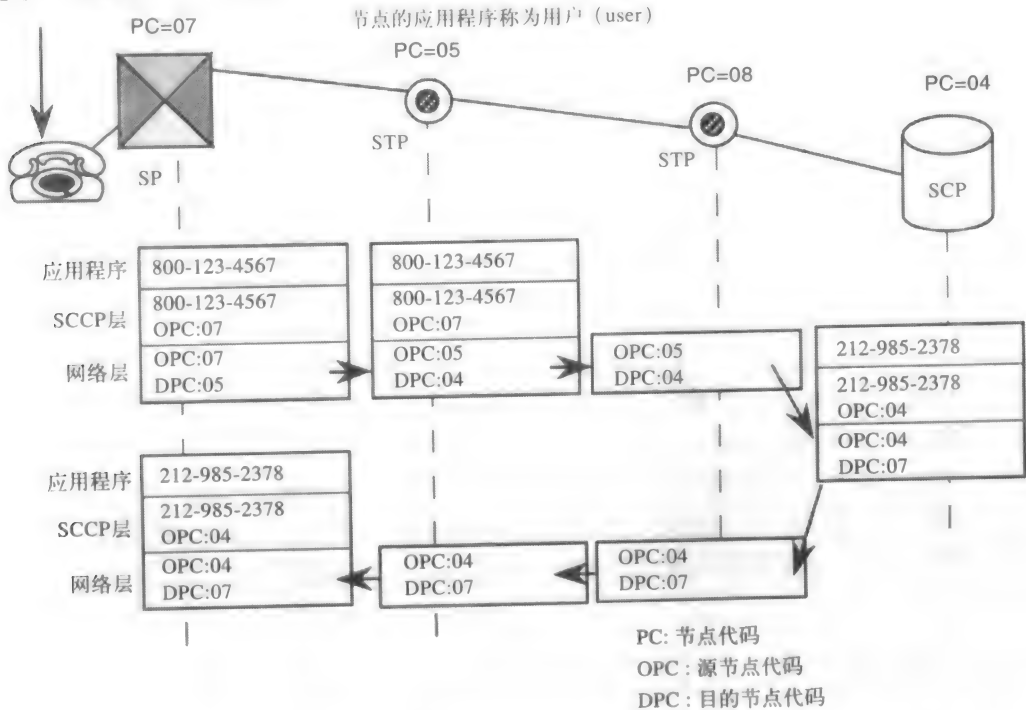 节点的应用程序称为用户（user）
PC=07
PC=05
PC=08
PC=04
SP
STP
STP
SCP
应用程序
800-123-4567
800-123-4567
SCCP层
800-123-4567
OPC:07
800-123-4567
OPC:07
网络层
OPC:07
DPC:05
OPC:05
DPC:04
OPC:05
DPC:04
212-985-2378
212-985-2378
OPC:04
OPC:04
DPC:07
应用程序
212-985-2378
SCCP层
212-985-2378
OPC:04
网络层
OPC:04
DPC:07
OPC:04
DPC:07
OPC:04
DPC:07
PC: 节点代码
OPC : 源节点代码
DPC : 目的节点代码